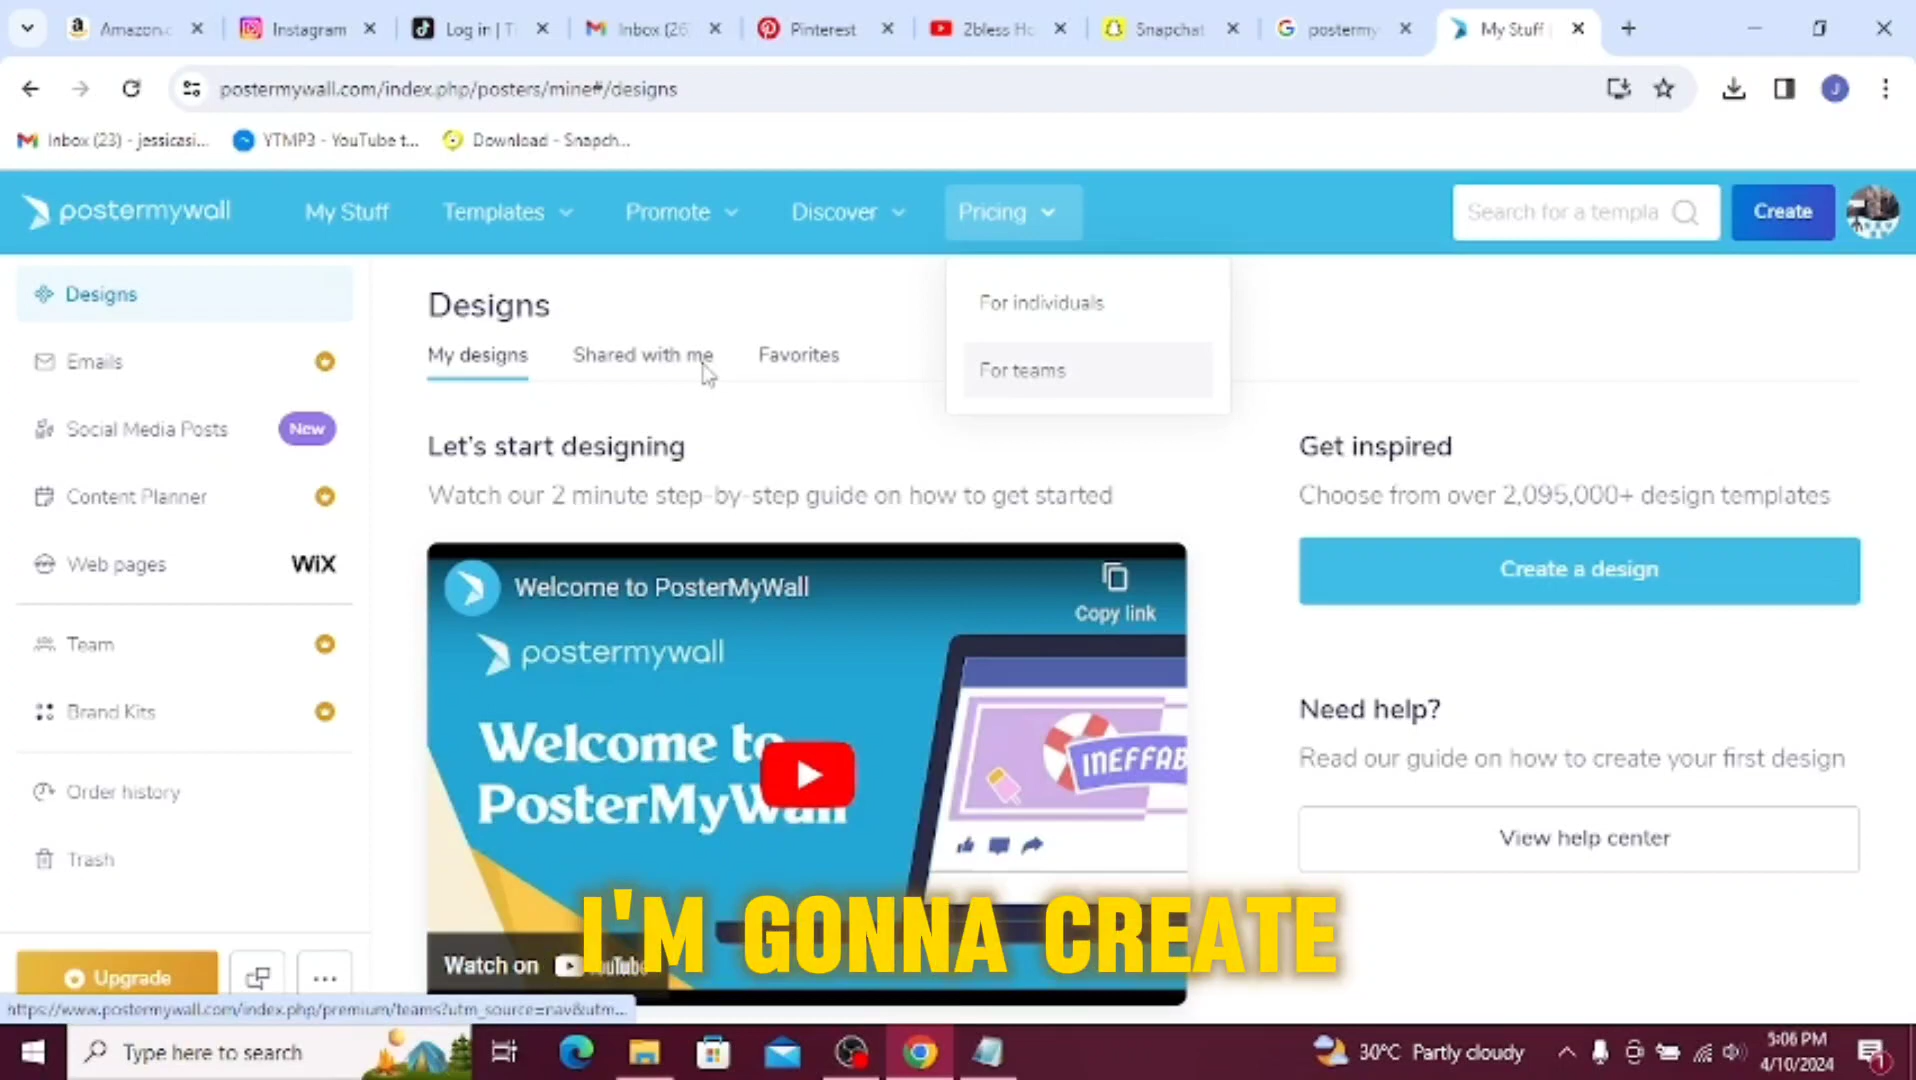 Amazon.c
Instagram
Log in | T
Inbox (26
Pinterest
2bless Ho
Snapchat
postermy
My Stuff
postermywall.com/index.php/posters/mine#/designs
J
Inbox (23) - jessicasi...
YTMP3 - YouTube t...
Download - Snapch...
postermywall
My Stuff
Templates
Promote
Discover
Pricing
Search for a templa
Create
Designs
Emails
Social Media Posts
New
Content Planner
Web pages
WiX
Team
Brand Kits
Order history
Trash
Upgrade
Designs
My designs
Shared with me
Favorites
For individuals
For teams
Let's start designing
Watch our 2 minute step-by-step guide on how to get started
Welcome to PosterMyWall
Copy link
postermywall
Welcome to
PosterMyWall
INEFFAB
Watch on YouTube
Get inspired
Choose from over 2,095,000+ design templates
Create a design
Need help?
Read our guide on how to create your first design
View help center
I'M GONNA CREATE
https://www.postermywall.com/index.php/premium/teams?utm_source=nav&utm...
Type here to search
30°C Partly cloudy
5:06 PM
4/10/2024
1